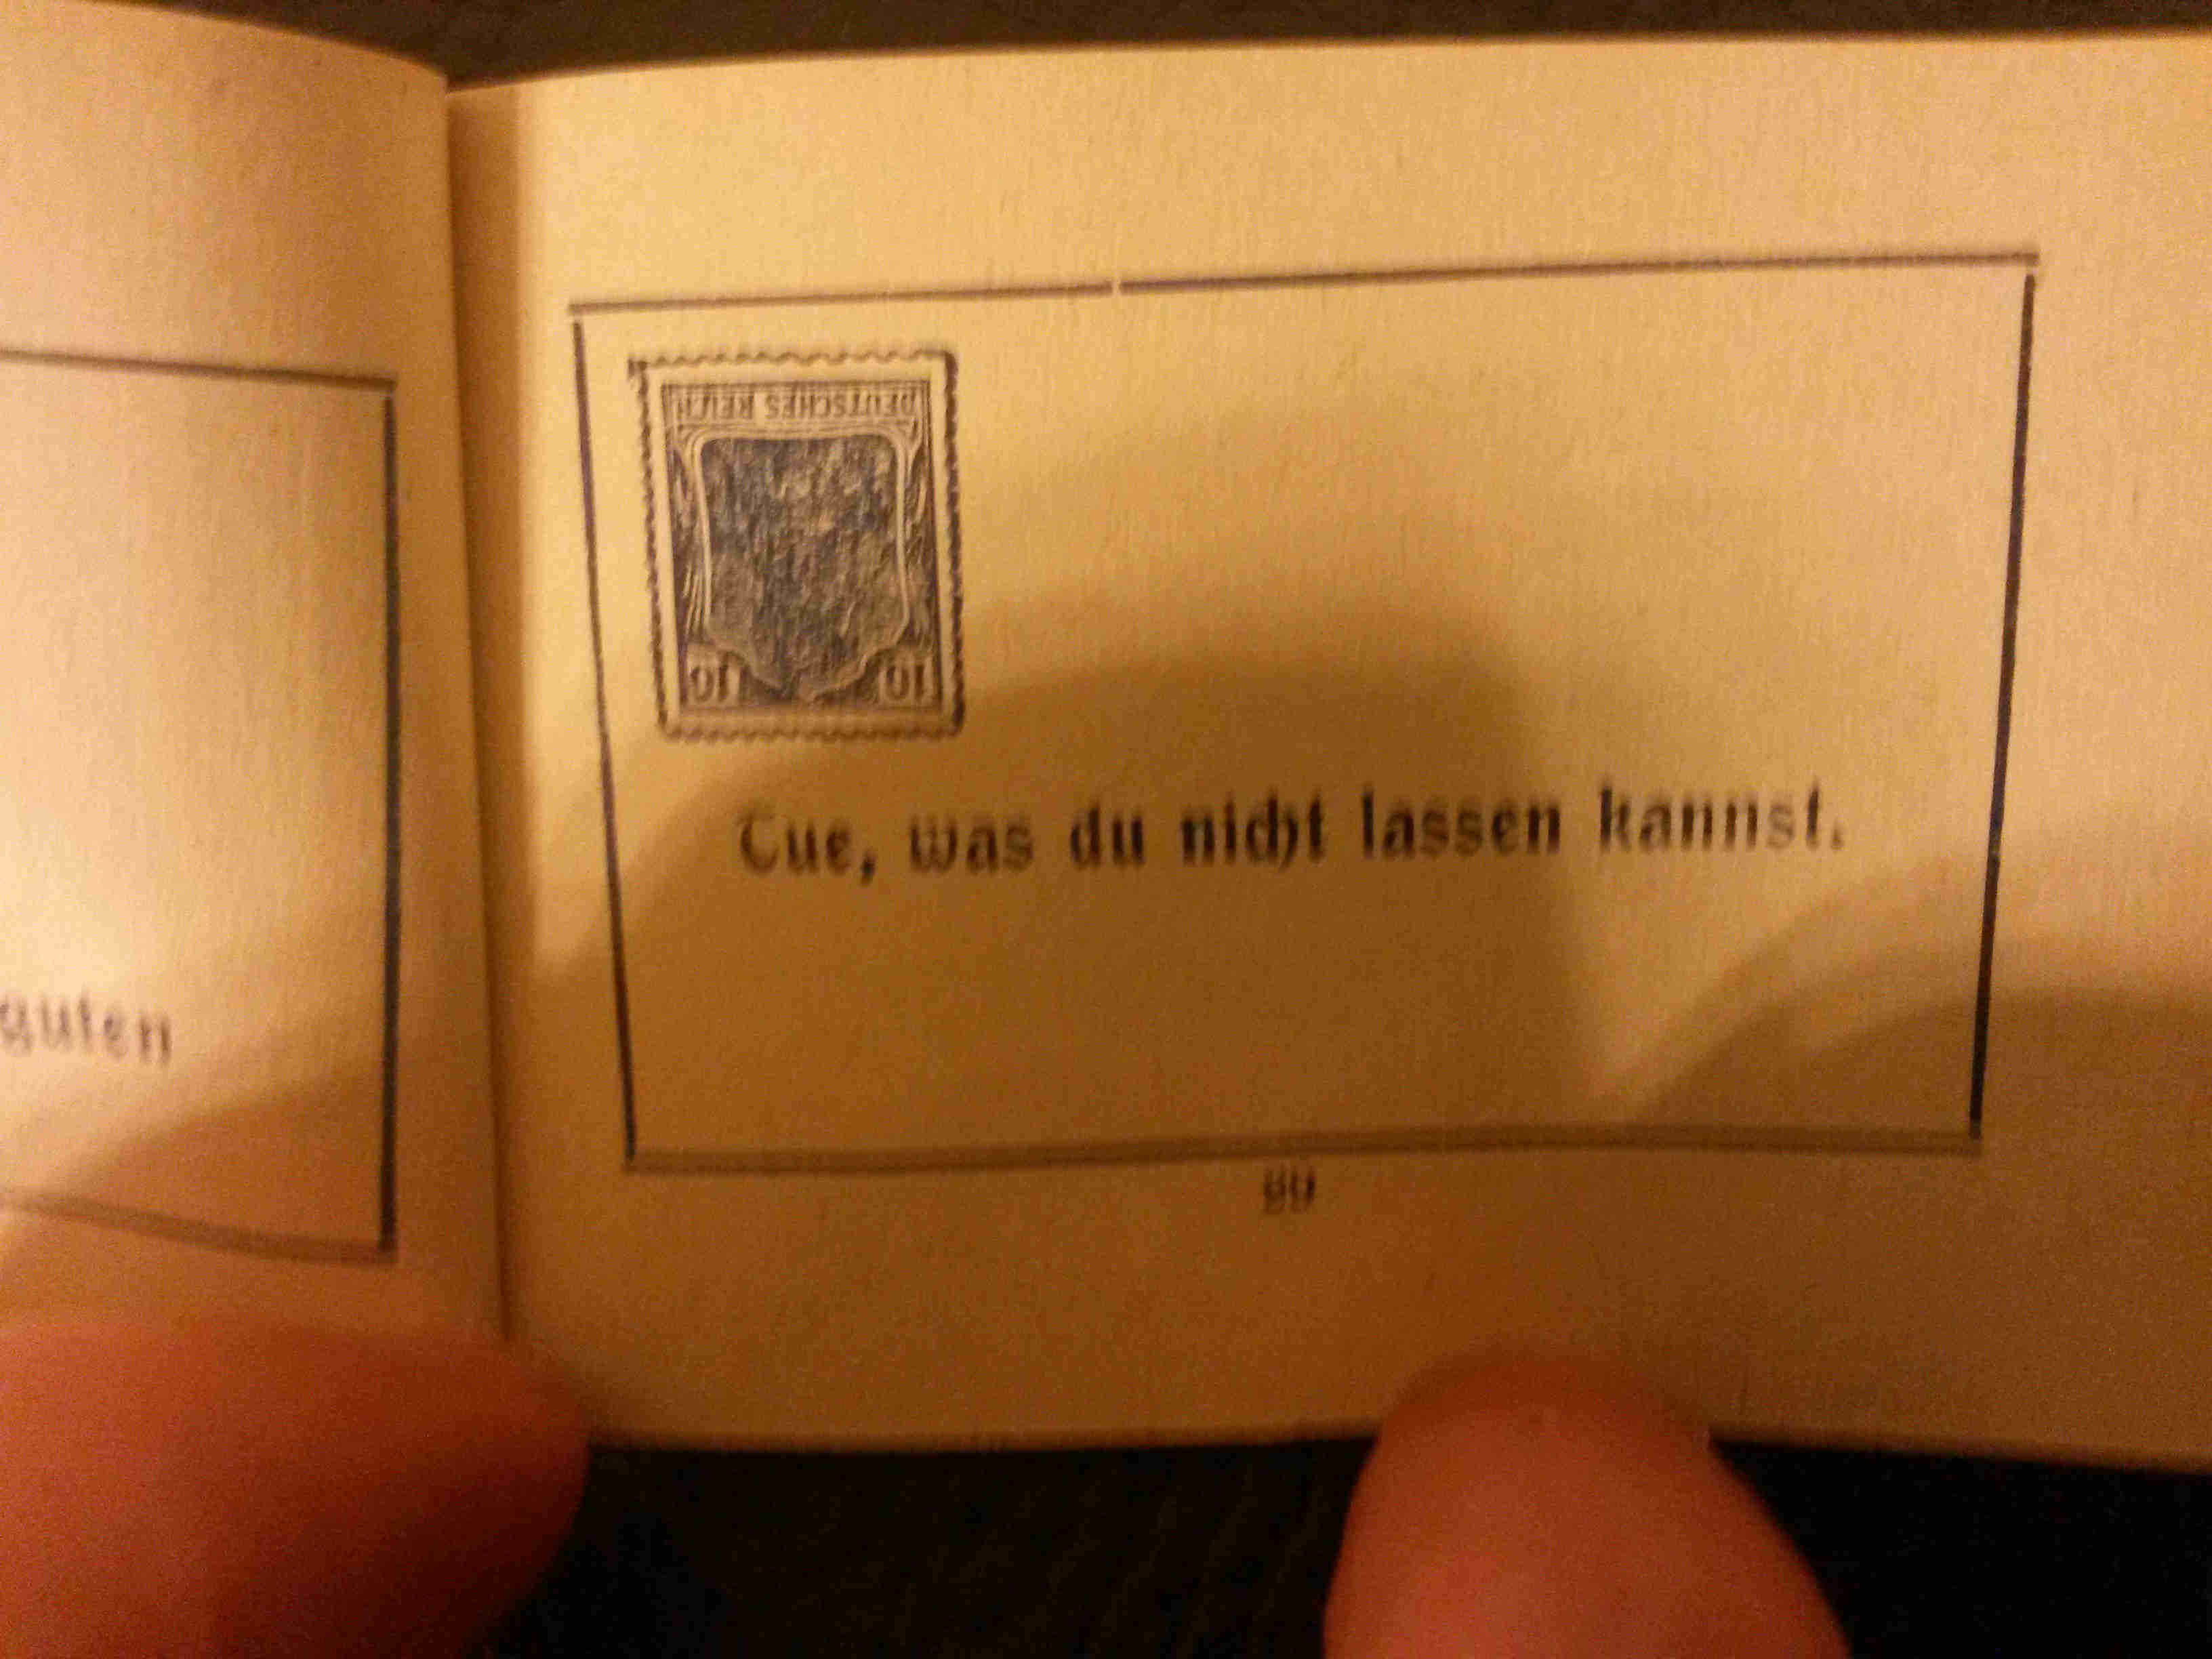 DEUTSCHES REICH
10 10
guten
Tue, was du nicht lassen kannst.